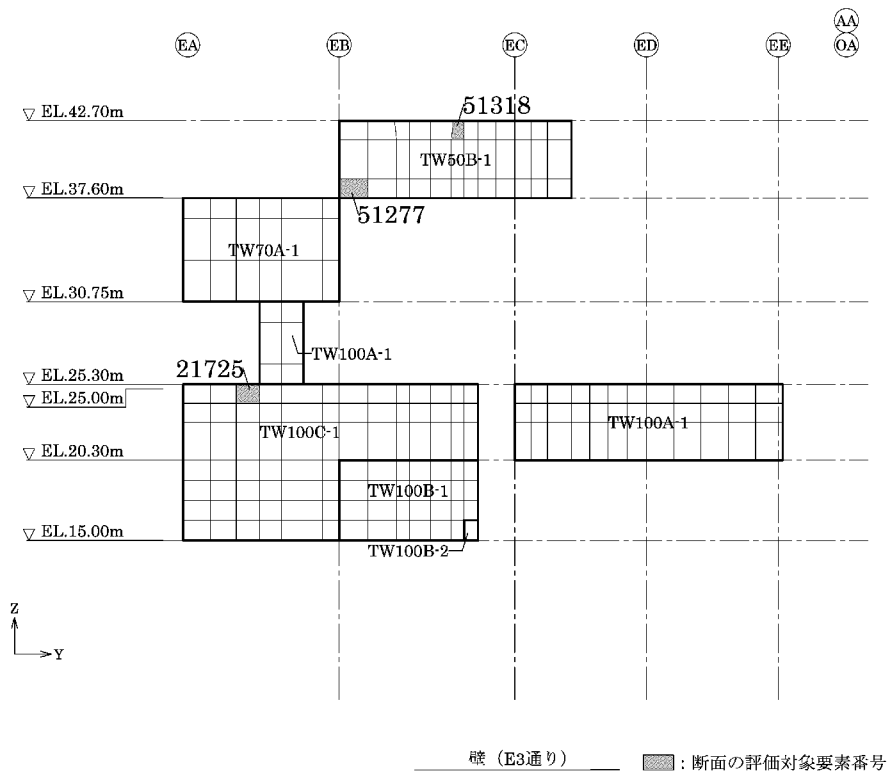 AA
EA EB EC ED EE OA
EL.42.70m
51318
TW50B-1
EL.37.60m
51277
TW70A-1
EL.30.75m
TW100A-1
21725
EL.25.30m
EL.25.00m
TW100C-1
TW100A-1
EL.20.30m
TW100B-1
EL.15.00m
TW100B-2
Z
Y
壁（E3通り）
：断面の評価対象要素番号